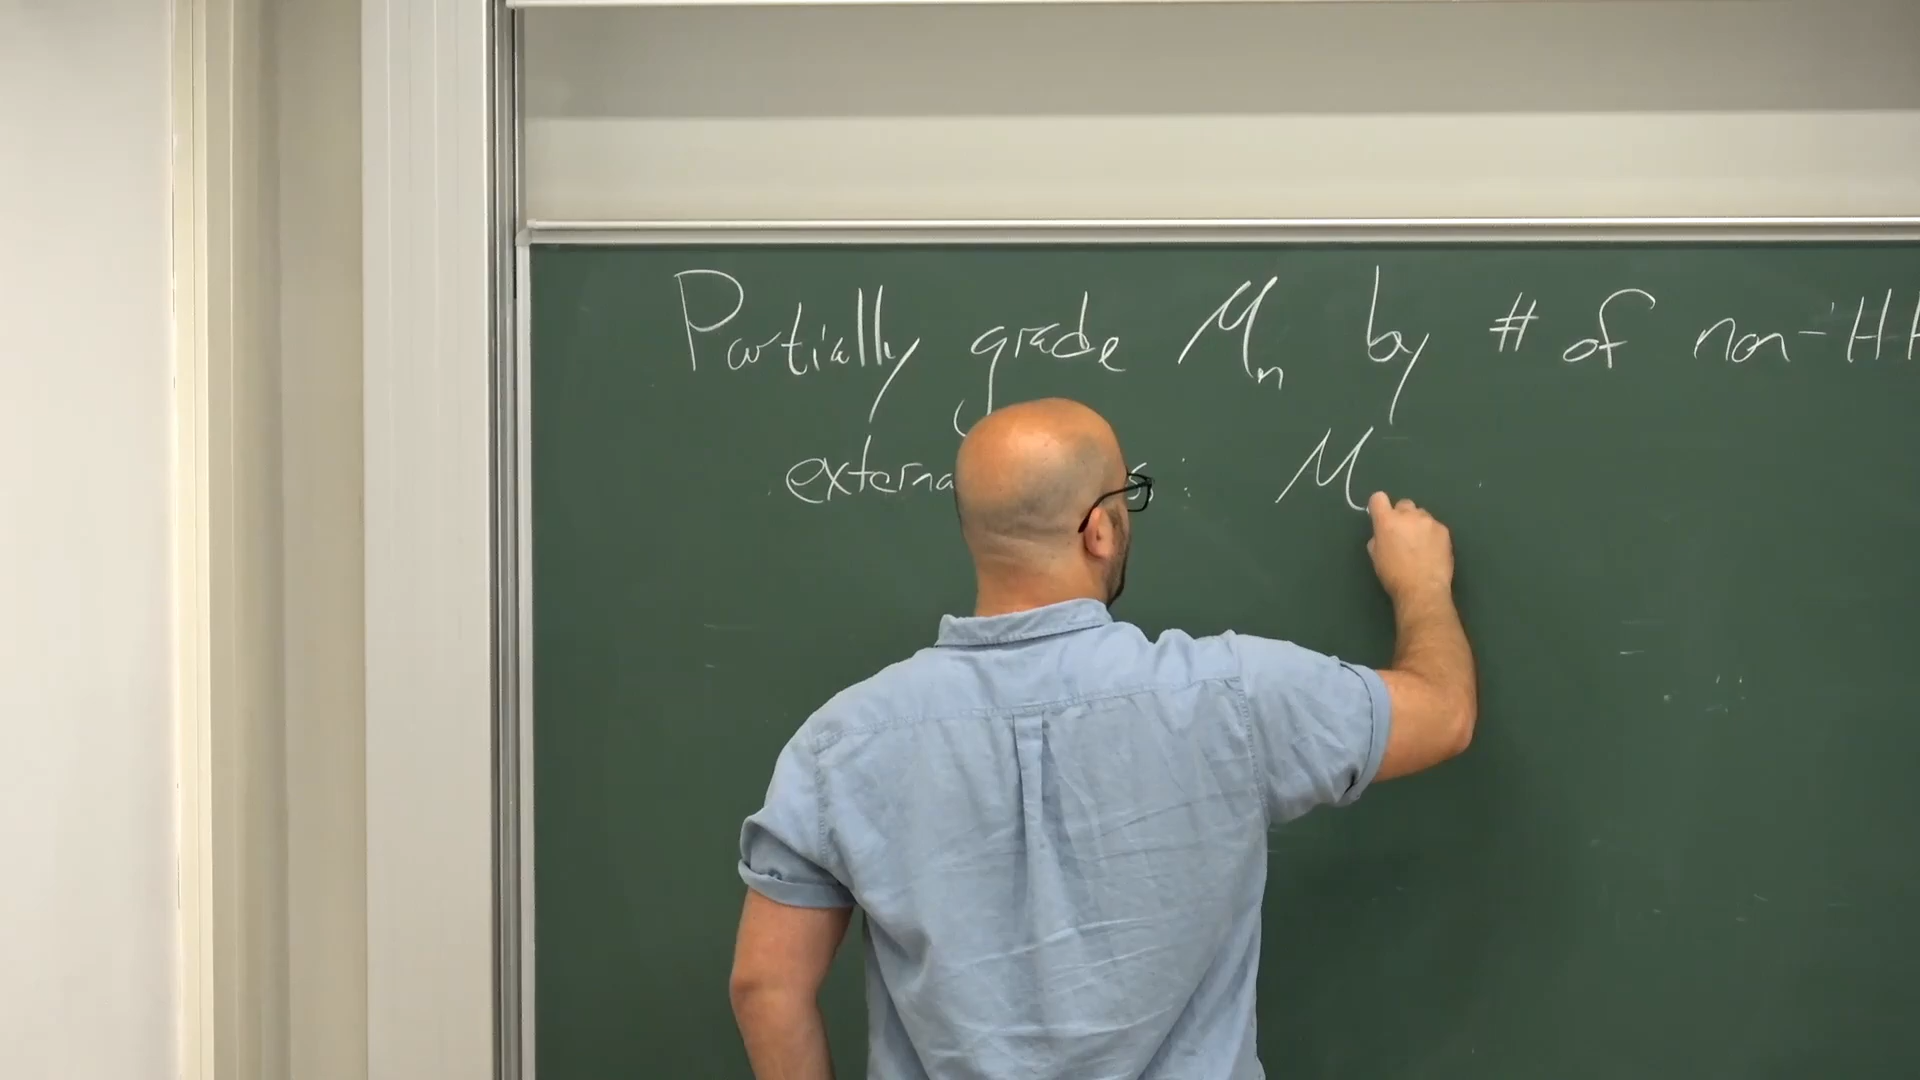 Partially grade Mₙ by # of non-HH
external : M